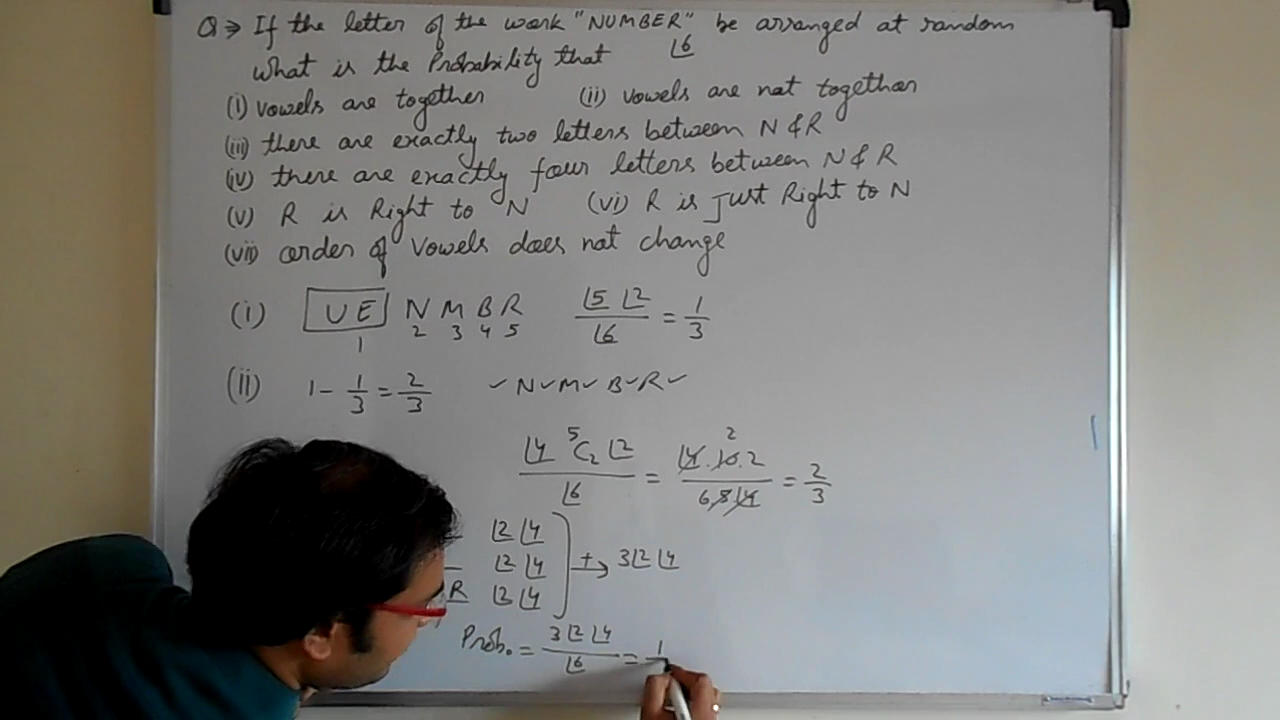 Q ⇒ If the letter of the work "NUMBER" be arranged at random
⌊6
What is the Probability that
(i) vowels are together (ii) vowels are not together
(iii) there are exactly two letters between N & R
(iv) there are exactly four letters between N & R
(v) R is Right to N (vi) R is just Right to N
(vii) order of vowels does not change
(i) U E N M B R ⌊5 ⌊2 / ⌊6 = 1/3
1 2 3 4 5
(ii) 1 - 1/3 = 2/3 ✓N✓M✓B✓R✓
⌊4 ⁵C₂ ⌊2 / ⌊6 = ⌊4 . 10 . 2 / 6.5.⌊4 = 2/3
2
⌊2 ⌊4
⌊2 ⌊4 + → 3⌊2 ⌊4
R ⌊2 ⌊4
Prob. = 3⌊2 ⌊4 / ⌊6 = 1